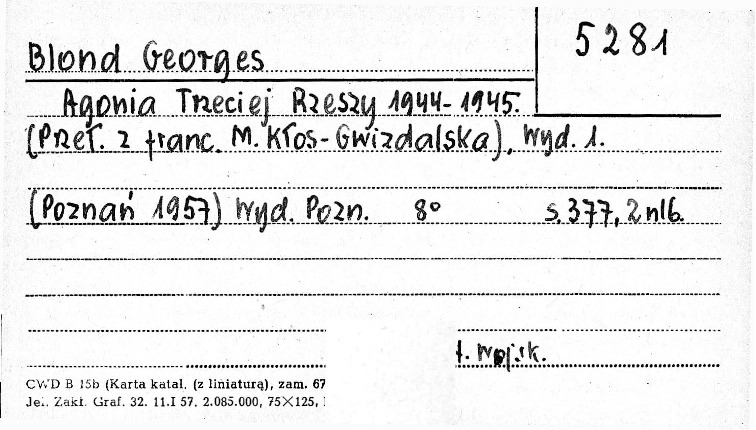 5281
Blond Georges
Agonia Trzeciej Rzeszy 1944-1945.
(Przeł. z franc. M. Kłos-Gwizdalska). Wyd. 1.
(Poznań 1957) Wyd. Pozn. 8° s. 377, 2 nlb.
t. wojsk.
CWD B 15b (Karta katal. (z liniaturą), zam. 67
Jel. Zakł. Graf. 32. 11.I 57. 2.085.000, 75×125,